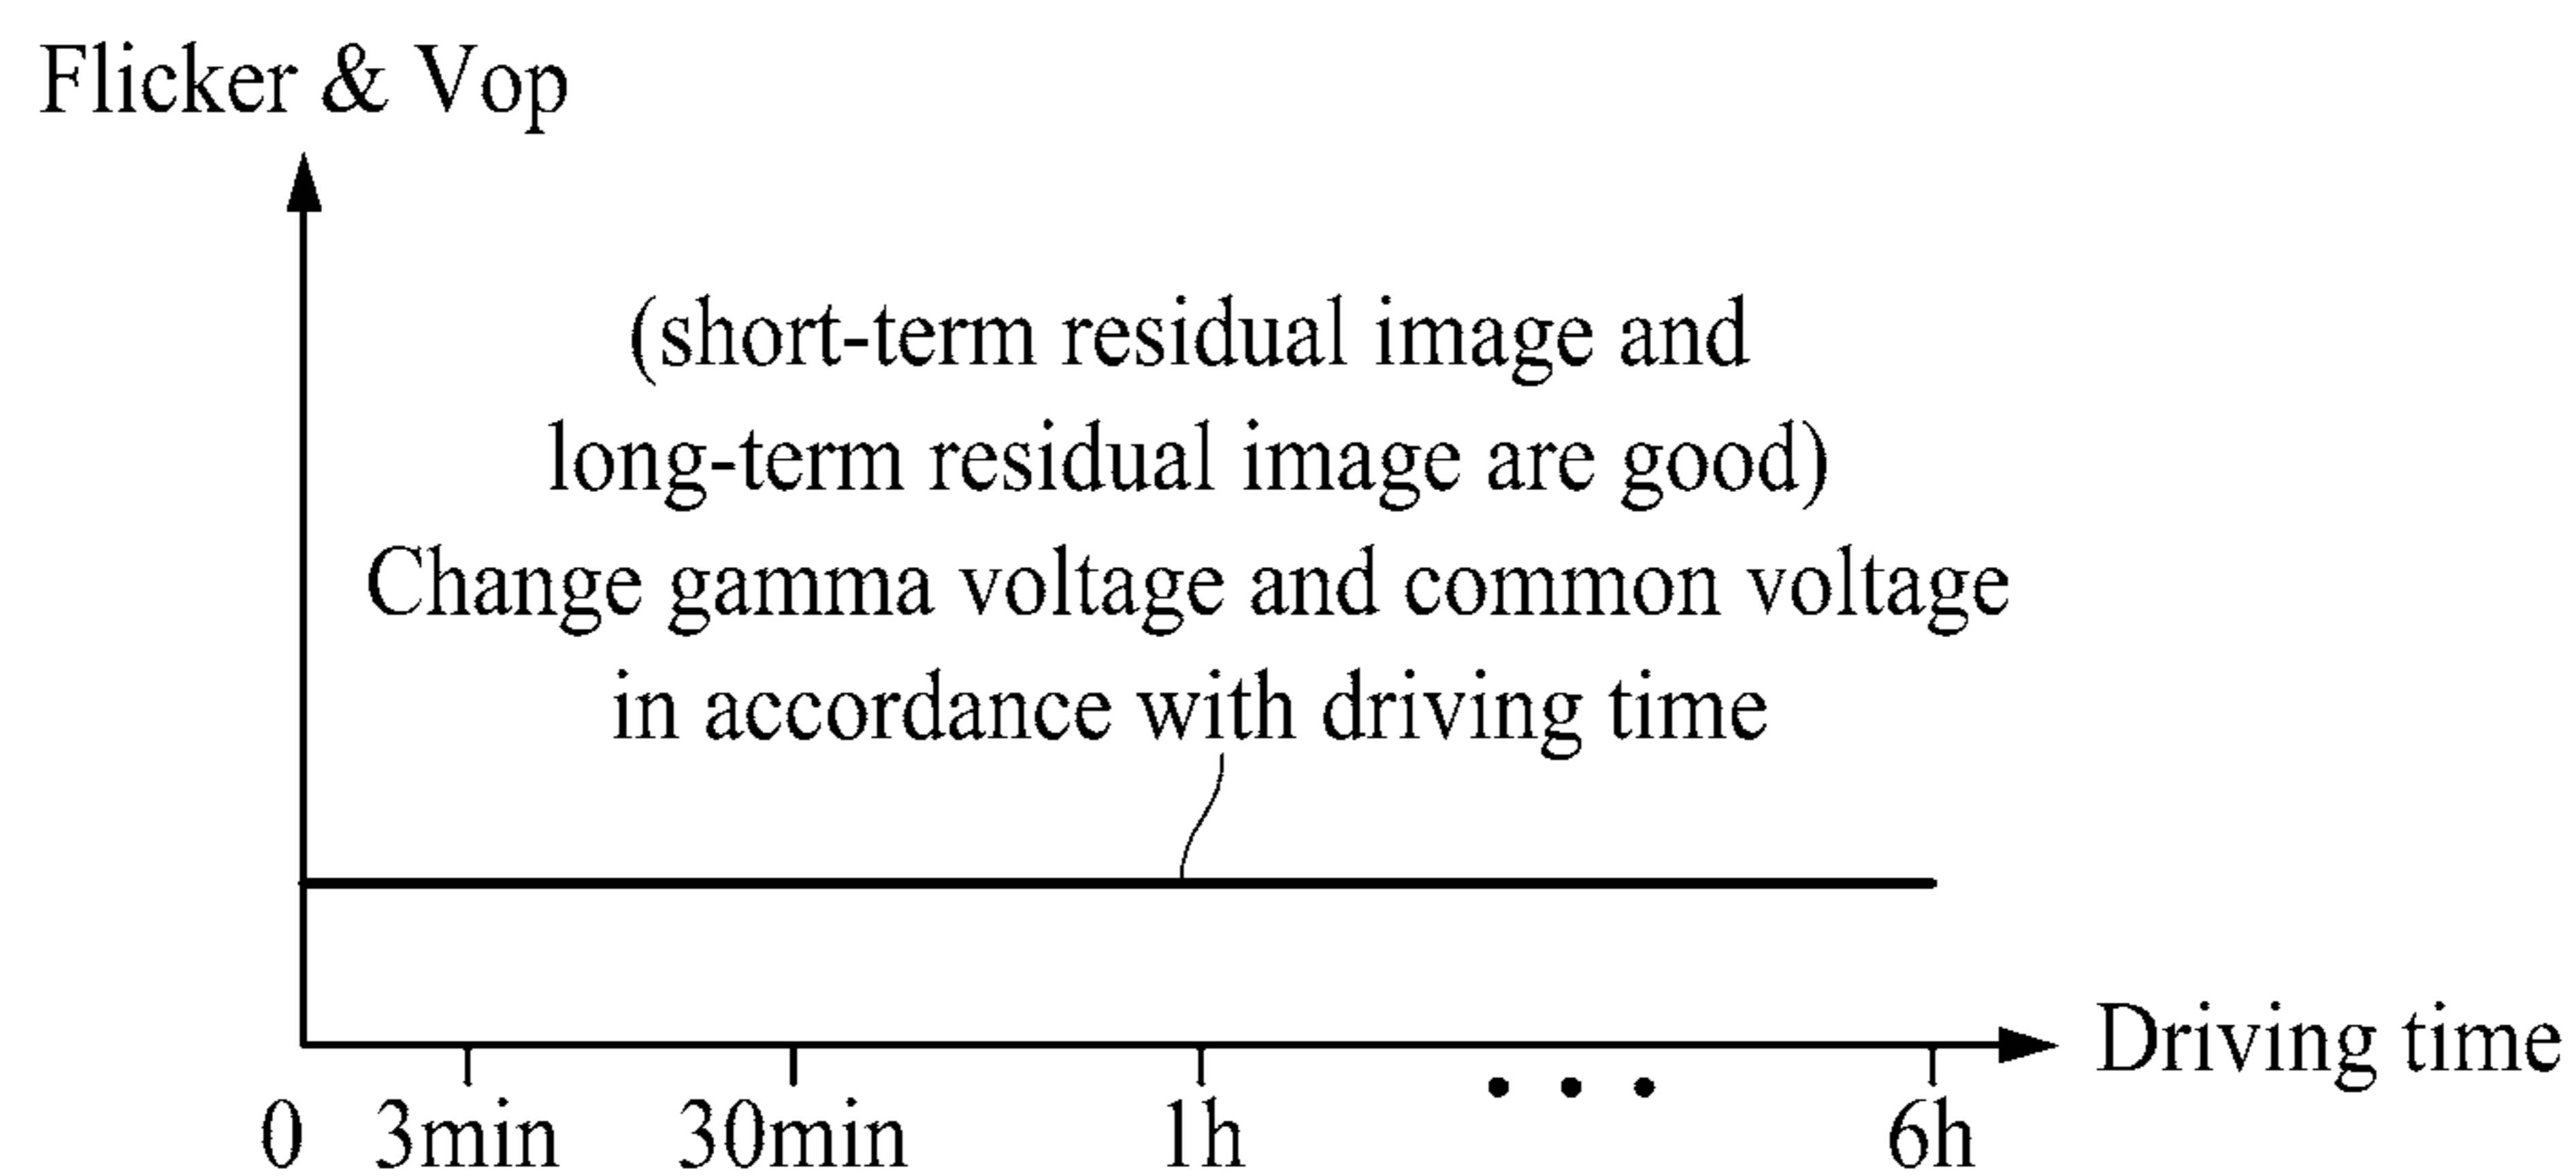 Flicker & Vop
(short-term residual image and
long-term residual image are good)
Change gamma voltage and common voltage
in accordance with driving time
Driving time
0 3min 30min 1h • • • 6h